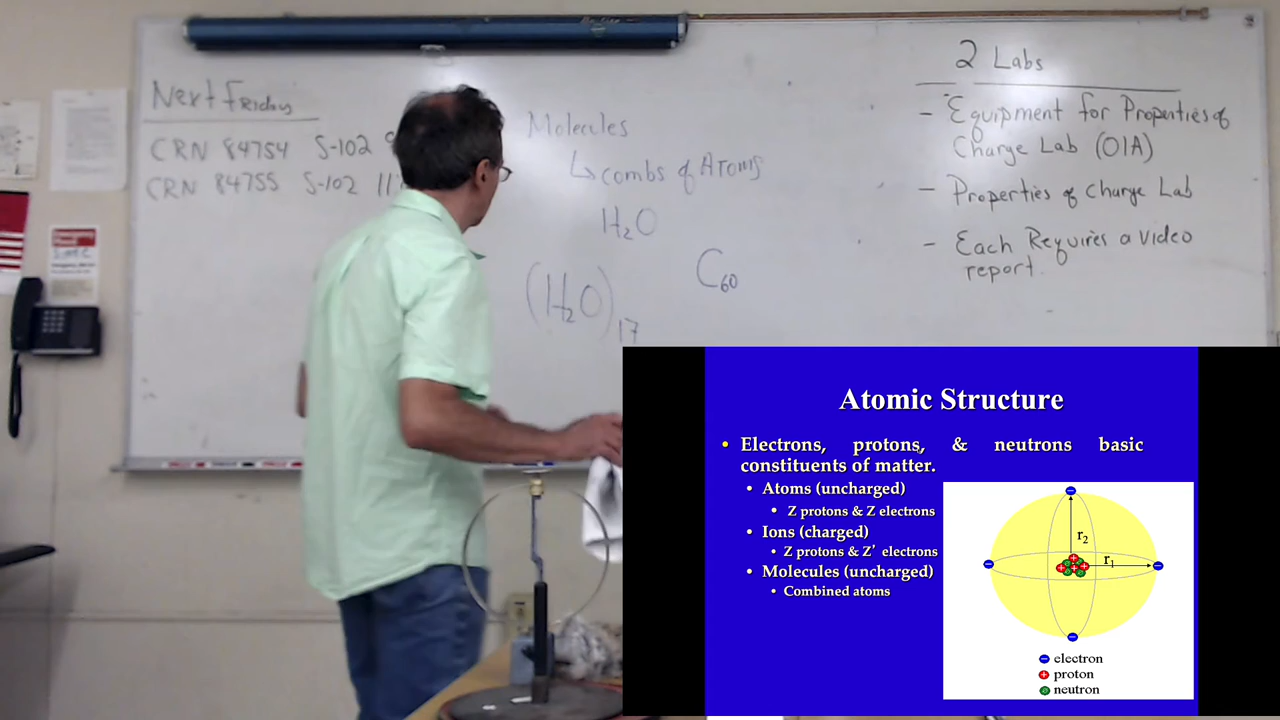 Next Friday
CRN 84754 S-102 9
CRN 84755 S-102 11
Molecules
↳ combs of Atoms
H₂O
(H₂O)₁₇
C₆₀
2 Labs
- Equipment for Properties of
Charge Lab (OIA)
- Properties of Charge Lab
- Each Requires a video
report.
Atomic Structure
• Electrons, protons, & neutrons basic
constituents of matter.
• Atoms (uncharged)
• Z protons & Z electrons
• Ions (charged)
• Z protons & Z' electrons
• Molecules (uncharged)
• Combined atoms
r₂
r₁
electron
proton
neutron